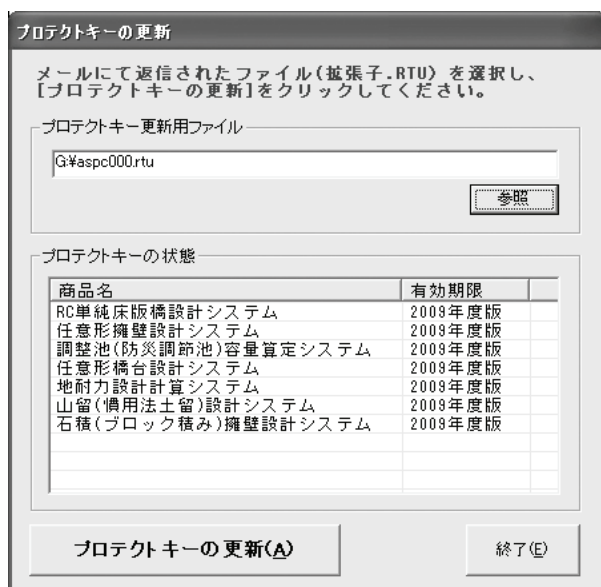 プロテクトキーの更新
メールにて返信されたファイル(拡張子.RTU) を選択し、
[プロテクトキーの更新]をクリックしてください。
プロテクトキー更新用ファイル
G:¥aspc000.rtu
参照
プロテクトキーの状態
商品名 有効期限
RC単純床版橋設計システム 2009年度版
任意形擁壁設計システム 2009年度版
調整池(防災調節池)容量算定システム 2009年度版
任意形橋台設計システム 2009年度版
地耐力設計計算システム 2009年度版
山留(慣用法土留)設計システム 2009年度版
石積(ブロック積み)擁壁設計システム 2009年度版
プロテクトキーの更新(A) 終了(E)